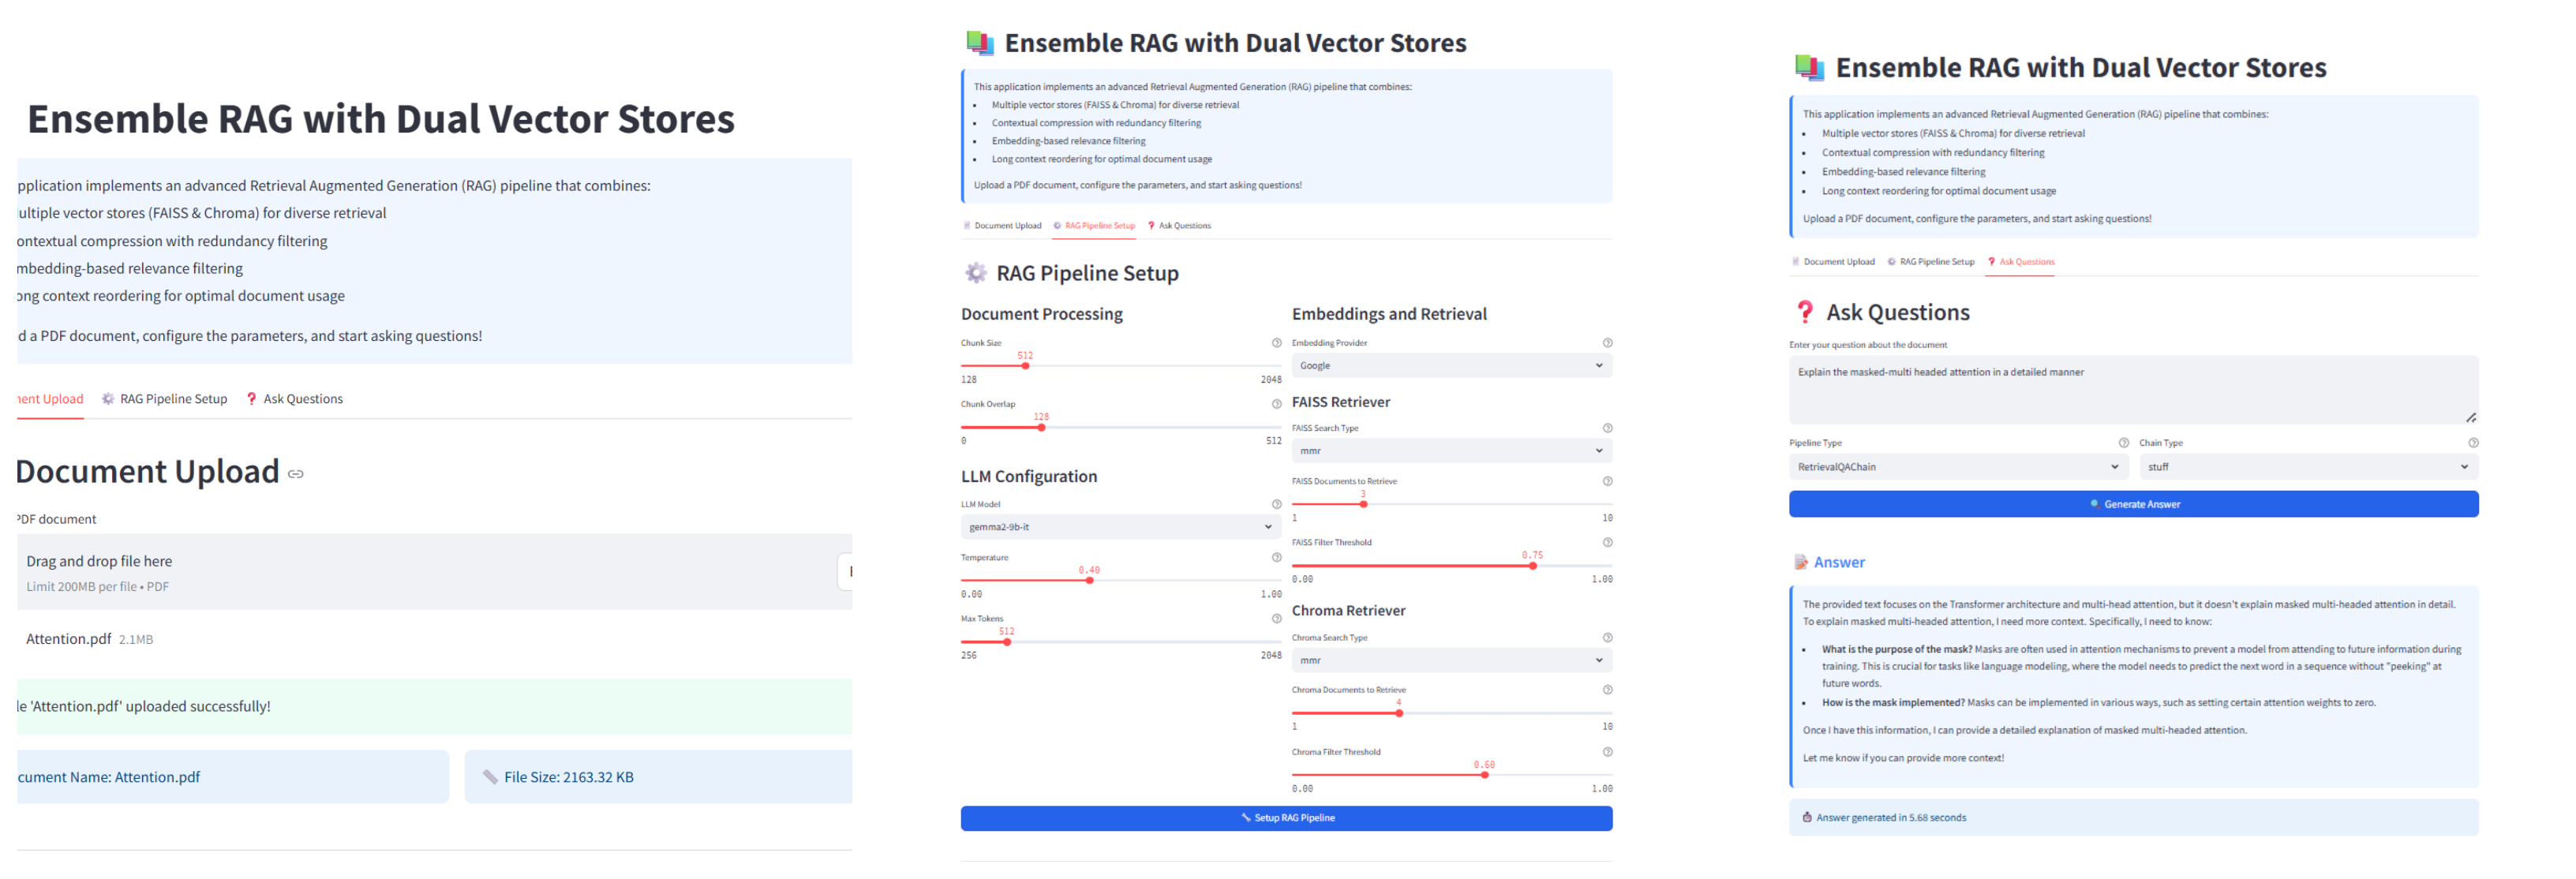 Ensemble RAG with Dual Vector Stores
pplication implements an advanced Retrieval Augmented Generation (RAG) pipeline that combines:
ultiple vector stores (FAISS & Chroma) for diverse retrieval
ontextual compression with redundancy filtering
mbedding-based relevance filtering
ong context reordering for optimal document usage
d a PDF document, configure the parameters, and start asking questions!
nent Upload RAG Pipeline Setup Ask Questions
Document Upload
PDF document
Drag and drop file here
Limit 200MB per file • PDF
Attention.pdf 2.1MB
le 'Attention.pdf' uploaded successfully!
cument Name: Attention.pdf
File Size: 2163.32 KB
Ensemble RAG with Dual Vector Stores
This application implements an advanced Retrieval Augmented Generation (RAG) pipeline that combines:
• Multiple vector stores (FAISS & Chroma) for diverse retrieval
• Contextual compression with redundancy filtering
• Embedding-based relevance filtering
• Long context reordering for optimal document usage
Upload a PDF document, configure the parameters, and start asking questions!
Document Upload RAG Pipeline Setup Ask Questions
RAG Pipeline Setup
Document Processing
Chunk Size
512
128 2048
Chunk Overlap
128
0 512
LLM Configuration
LLM Model
gemma2-9b-it
Temperature
0.40
0.00 1.00
Max Tokens
512
256 2048
Embeddings and Retrieval
Embedding Provider
Google
FAISS Retriever
FAISS Search Type
mmr
FAISS Documents to Retrieve
3
1 10
FAISS Filter Threshold
0.75
0.00 1.00
Chroma Retriever
Chroma Search Type
mmr
Chroma Documents to Retrieve
4
1 10
Chroma Filter Threshold
0.60
0.00 1.00
Setup RAG Pipeline
Ensemble RAG with Dual Vector Stores
This application implements an advanced Retrieval Augmented Generation (RAG) pipeline that combines:
• Multiple vector stores (FAISS & Chroma) for diverse retrieval
• Contextual compression with redundancy filtering
• Embedding-based relevance filtering
• Long context reordering for optimal document usage
Upload a PDF document, configure the parameters, and start asking questions!
Document Upload RAG Pipeline Setup Ask Questions
Ask Questions
Enter your question about the document
Explain the masked-multi headed attention in a detailed manner
Pipeline Type
RetrievalQAChain
Chain Type
stuff
Generate Answer
Answer
The provided text focuses on the Transformer architecture and multi-head attention, but it doesn't explain masked multi-headed attention in detail.
To explain masked multi-headed attention, I need more context. Specifically, I need to know:
• What is the purpose of the mask? Masks are often used in attention mechanisms to prevent a model from attending to future information during
training. This is crucial for tasks like language modeling, where the model needs to predict the next word in a sequence without "peeking" at
future words.
• How is the mask implemented? Masks can be implemented in various ways, such as setting certain attention weights to zero.
Once I have this information, I can provide a detailed explanation of masked multi-headed attention.
Let me know if you can provide more context!
Answer generated in 5.68 seconds